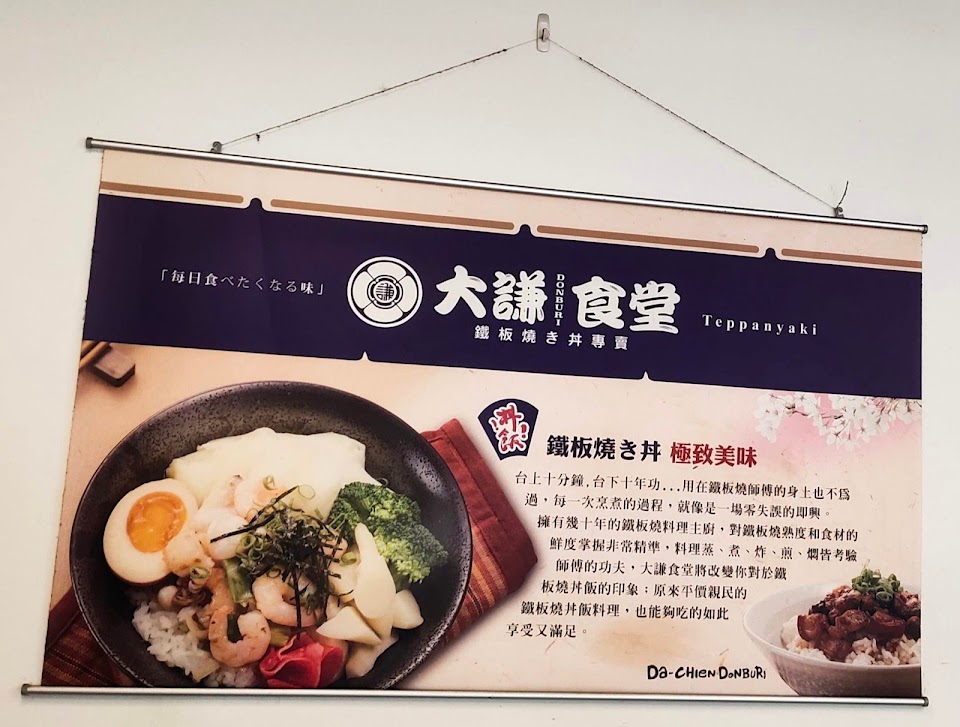 「每日食べたくなる味」
謙
大謙 DONBURI 食堂
Teppanyaki
鐵板燒き丼專賣
丼飯
鐵板燒き丼 極致美味
台上十分鐘,台下十年功...用在鐵板燒師傅的身上也不為
過,每一次烹煮的過程,就像是一場零失誤的即興。
擁有幾十年的鐵板燒料理主廚,對鐵板燒熟度和食材的
鮮度掌握非常精準,料理蒸、煮、炸、煎、燜皆考驗
師傅的功夫,大謙食堂將改變你對於鐵
板燒丼飯的印象;原來平價親民的
鐵板燒丼飯料理,也能夠吃的如此
享受又滿足。
DA-CHIEN DONBURI